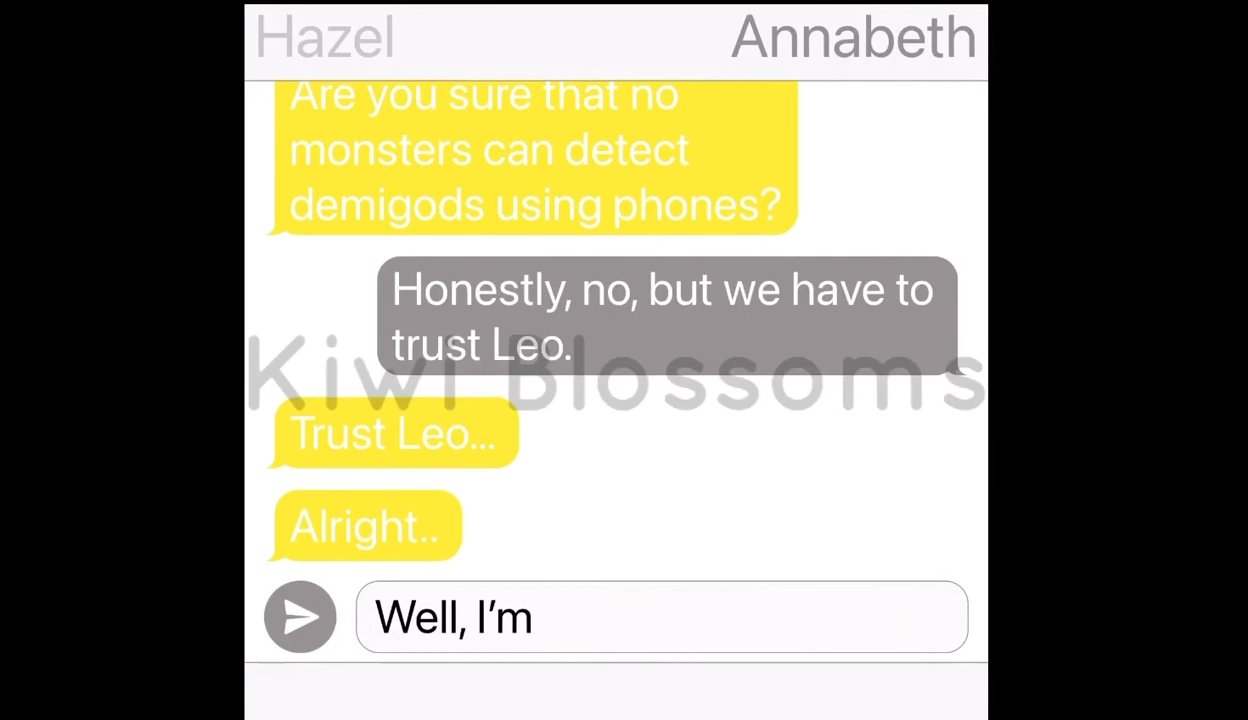 Hazel
Annabeth
Are you sure that no
monsters can detect
demigods using phones?
Honestly, no, but we have to
trust Leo.
Kiwi Blossoms
Trust Leo...
Alright..
Well, I’m